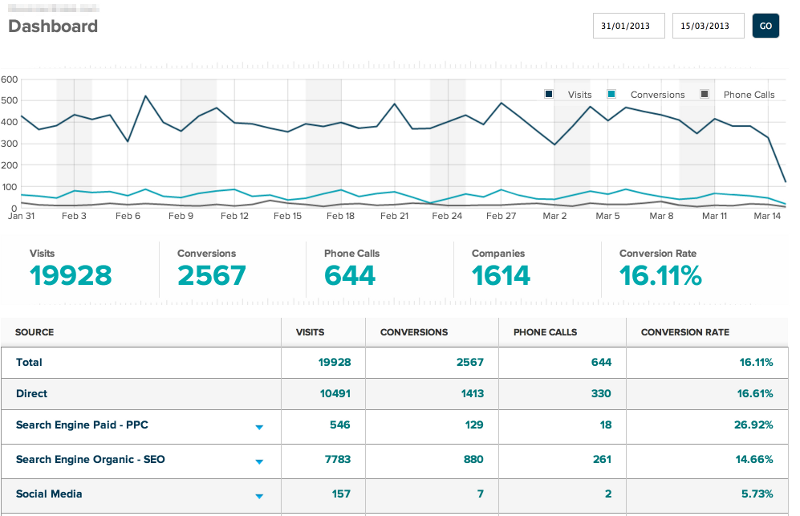 Dashboard
31/01/2013 15/03/2013 GO
600
500 Visits Conversions Phone Calls
400
300
200
100
0
Jan 31 Feb 3 Feb 6 Feb 9 Feb 12 Feb 15 Feb 18 Feb 21 Feb 24 Feb 27 Mar 2 Mar 5 Mar 8 Mar 11 Mar 14
Visits Conversions Phone Calls Companies Conversion Rate
19928 2567 644 1614 16.11%
SOURCE VISITS CONVERSIONS PHONE CALLS CONVERSION RATE
Total 19928 2567 644 16.11%
Direct 10491 1413 330 16.61%
Search Engine Paid - PPC 546 129 18 26.92%
Search Engine Organic - SEO 7783 880 261 14.66%
Social Media 157 7 2 5.73%